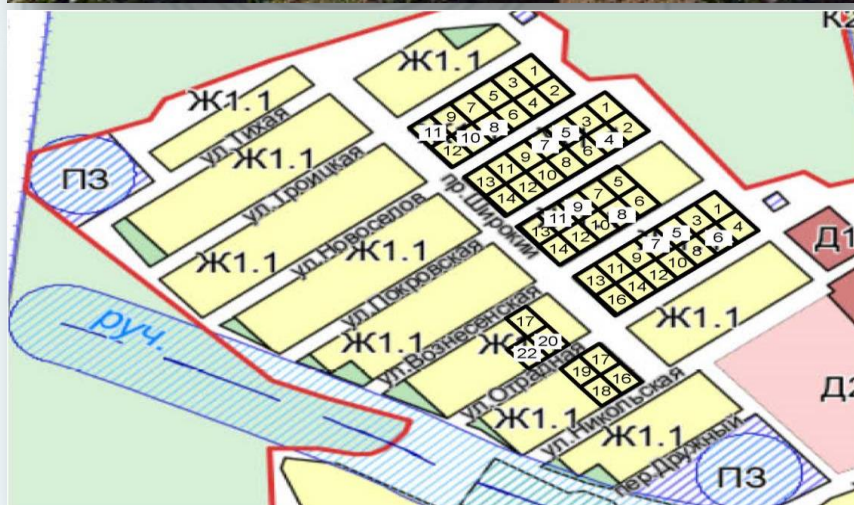 К2
Ж1.1
1
2
3
4
5
6
7
8
9
10
11
12
Ж1.1
ул.Тихая
1
2
3
4
5
6
7
8
9
10
11
12
13
14
Ж1.1
ПЗ
ул.Троицкая
пр.Широкий
5
6
7
8
9
10
11
12
13
14
ул.Новоселов
Ж1.1
Ж1.1
1
3
4
5
6
7
8
9
10
11
12
13
14
16
Д1
ул.Покровская
руч.
Ж1.1
Ж1.1
ул.Вознесенская
17
20
22
ул.Отрадная
17
19
16
18
Д2
Ж1.1
ул.Никольская
Ж1.1
пер.Дружный
ПЗ